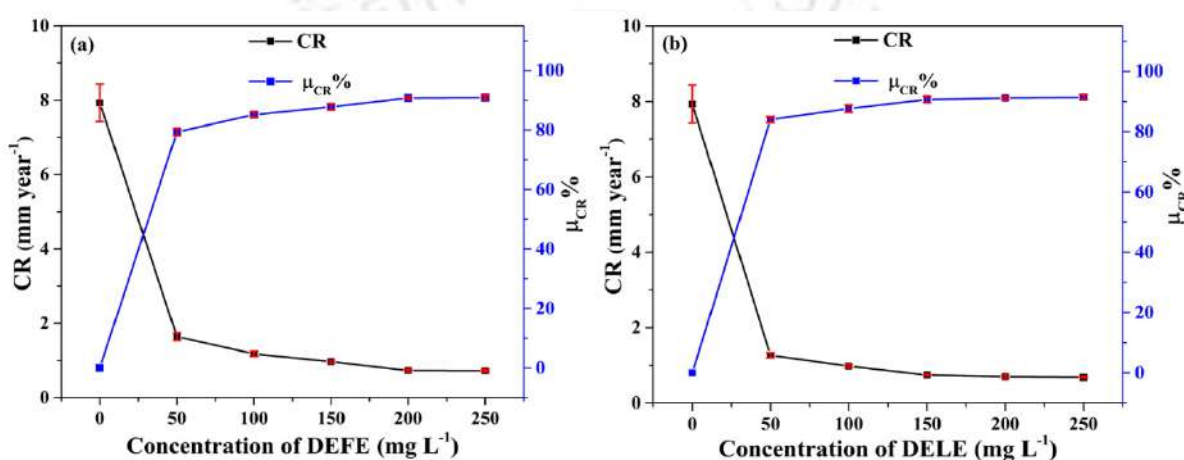 (a)
CR
μCR%
10
8
6
4
2
0
CR (mm year-1)
100
80
60
40
20
0
μCR%
0 50 100 150 200 250
Concentration of DEFE (mg L-1)
(b)
CR
μCR%
10
8
6
4
2
0
CR (mm year-1)
100
80
60
40
20
0
μCR%
0 50 100 150 200 250
Concentration of DELE (mg L-1)